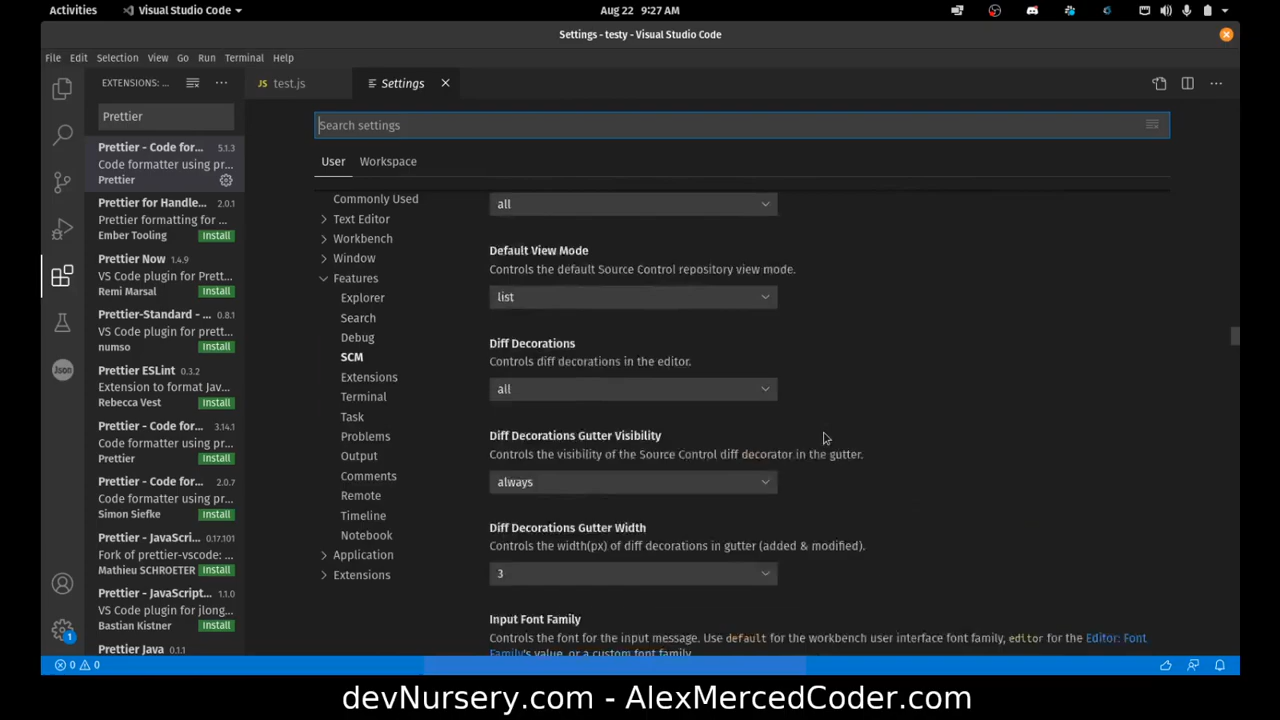 Activities
Visual Studio Code
Aug 22 9:27 AM
Settings - testy - Visual Studio Code
File Edit Selection View Go Run Terminal Help
EXTENSIONS: ...
JS test.js
Settings
Prettier
Search settings
User Workspace
Prettier - Code for... 5.1.3
Code formatter using pr...
Prettier
Prettier for Handle... 2.0.1
Prettier formatting for ...
Ember Tooling Install
Prettier Now 1.4.9
VS Code plugin for Prett...
Remi Marsal Install
Prettier-Standard - ... 0.8.1
VS Code plugin for prett...
numso Install
Prettier ESLint 0.3.2
Extension to format Jav...
Rebecca Vest Install
Prettier - Code for... 3.14.1
Code formatter using pr...
Prettier Install
Prettier - Code for... 2.0.7
Code formatter using pr...
Simon Siefke Install
Prettier - JavaScri... 0.17.101
Fork of prettier-vscode: ...
Mathieu SCHROETER Install
Prettier - JavaScript... 1.1.0
VS Code plugin for jlong...
Bastian Kistner Install
Prettier Java 0.1.1
Json
1
Commonly Used
Text Editor
Workbench
Window
Features
Explorer
Search
Debug
SCM
Extensions
Terminal
Task
Problems
Output
Comments
Remote
Timeline
Notebook
Application
Extensions
all
Default View Mode
Controls the default Source Control repository view mode.
list
Diff Decorations
Controls diff decorations in the editor.
all
Diff Decorations Gutter Visibility
Controls the visibility of the Source Control diff decorator in the gutter.
always
Diff Decorations Gutter Width
Controls the width(px) of diff decorations in gutter (added & modified).
3
Input Font Family
Controls the font for the input message. Use default for the workbench user interface font family, editor for the Editor: Font
Family's value, or a custom font family.
0 0
devNursery.com - AlexMercedCoder.com